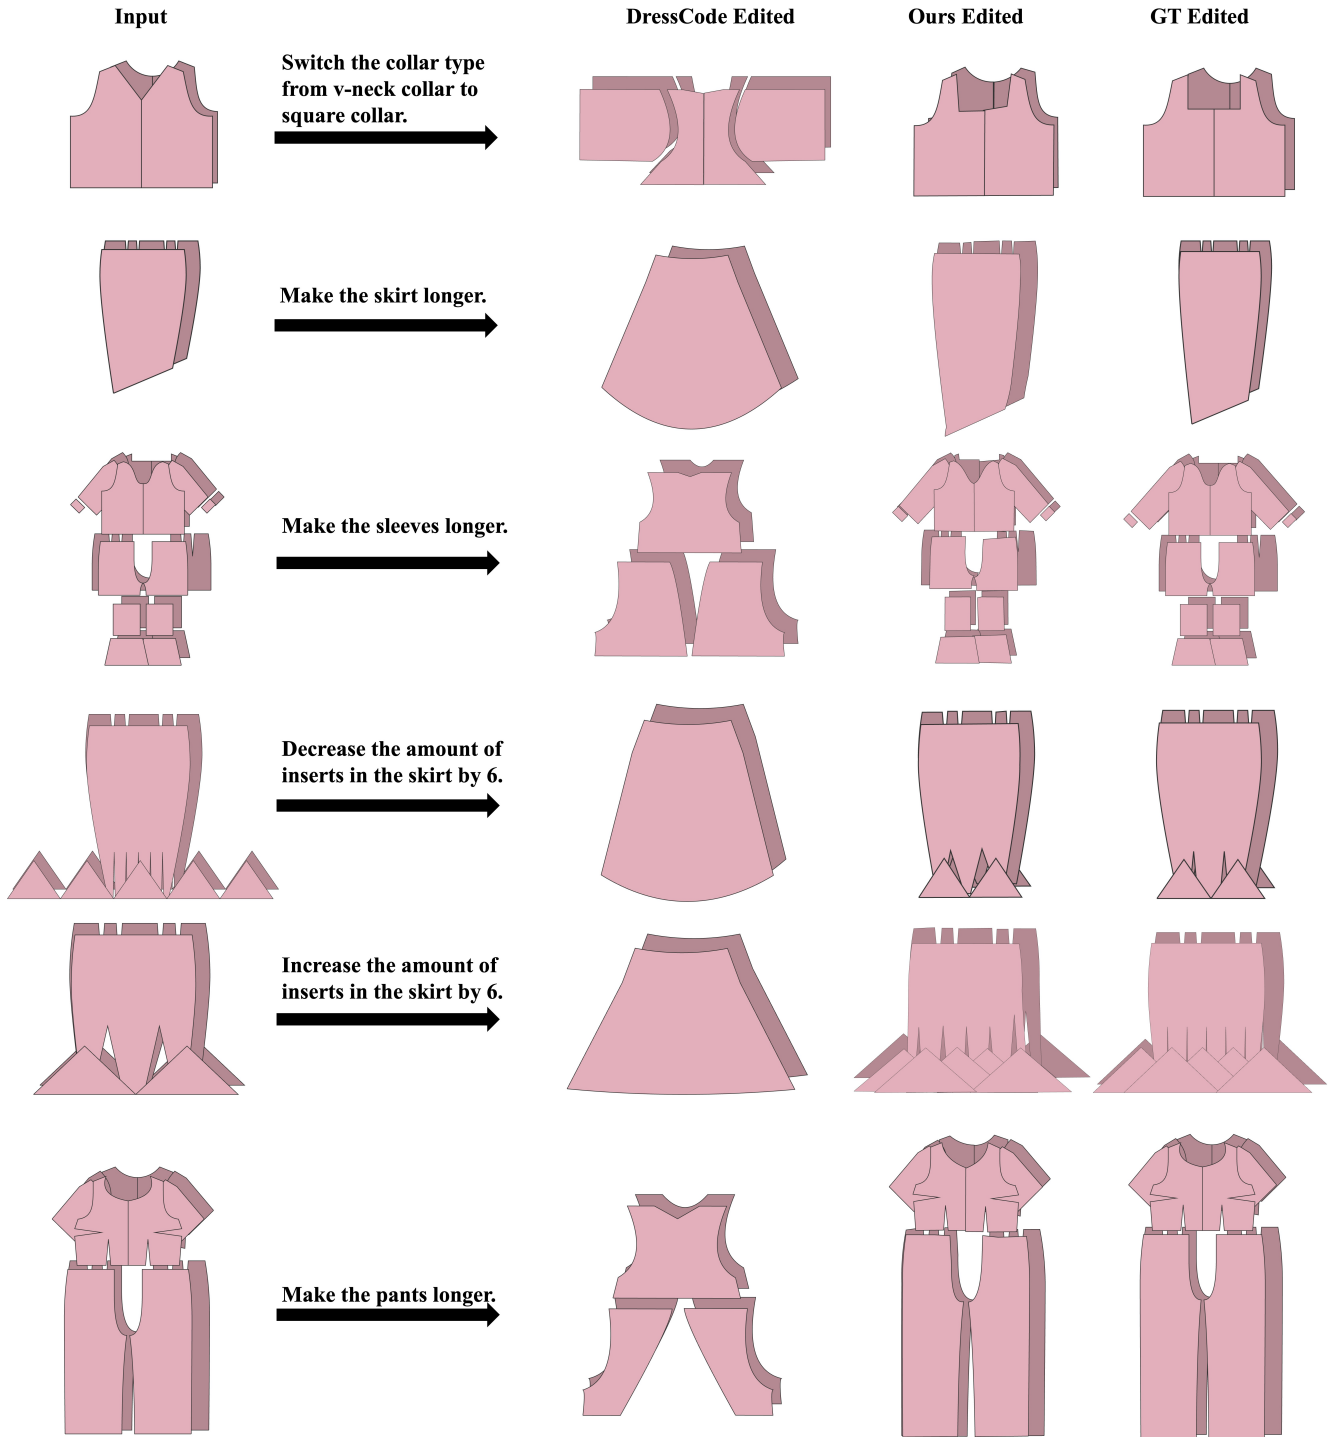 Input
DressCode Edited
Ours Edited
GT Edited
Switch the collar type
from v-neck collar to
square collar.
Make the skirt longer.
Make the sleeves longer.
Decrease the amount of
inserts in the skirt by 6.
Increase the amount of
inserts in the skirt by 6.
Make the pants longer.